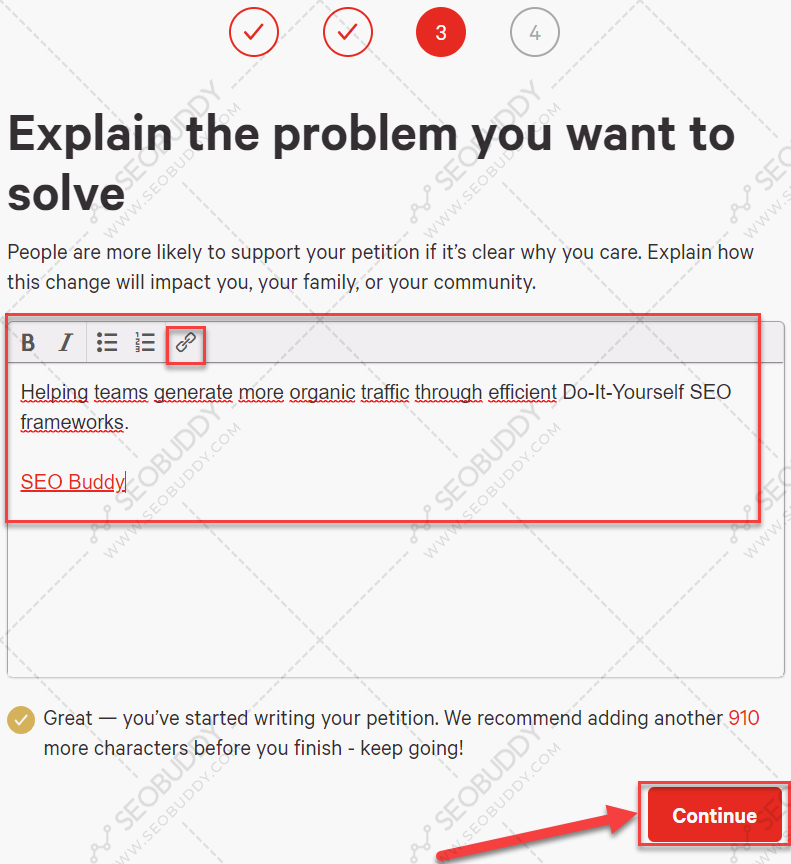 3
4
Explain the problem you want to
solve
People are more likely to support your petition if it’s clear why you care. Explain how
this change will impact you, your family, or your community.
B I
Helping teams generate more organic traffic through efficient Do-It-Yourself SEO
frameworks.
SEO Buddy
Great — you’ve started writing your petition. We recommend adding another 910
more characters before you finish - keep going!
Continue
SEOBUDDY
WWW.SEOBUDDY.COM